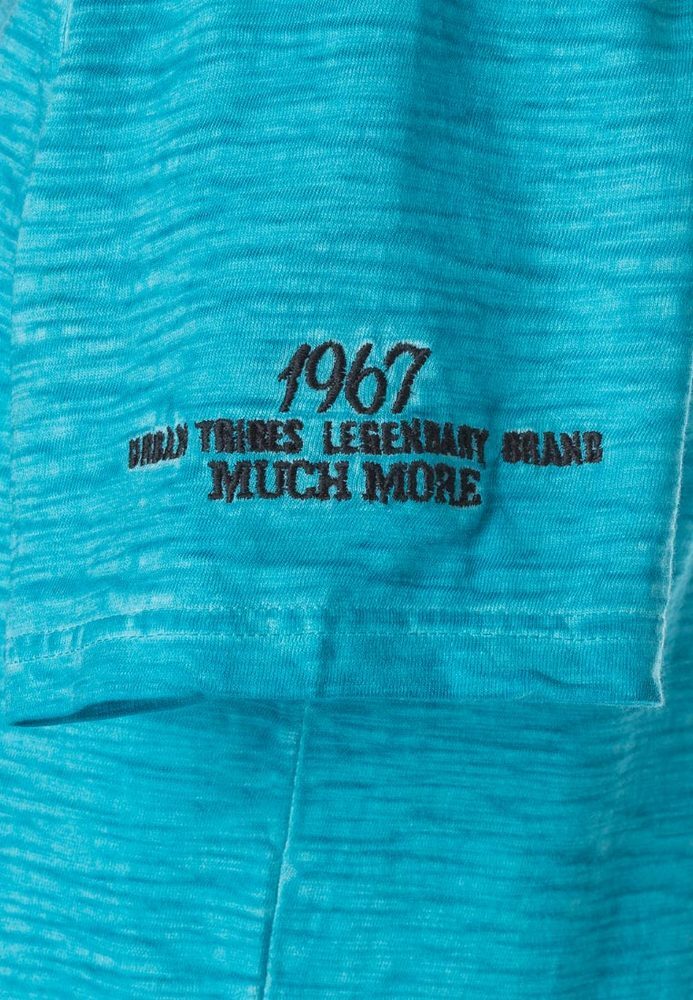 1967
URBAN TRIBES LEGENDARY BRAND
MUCH MORE